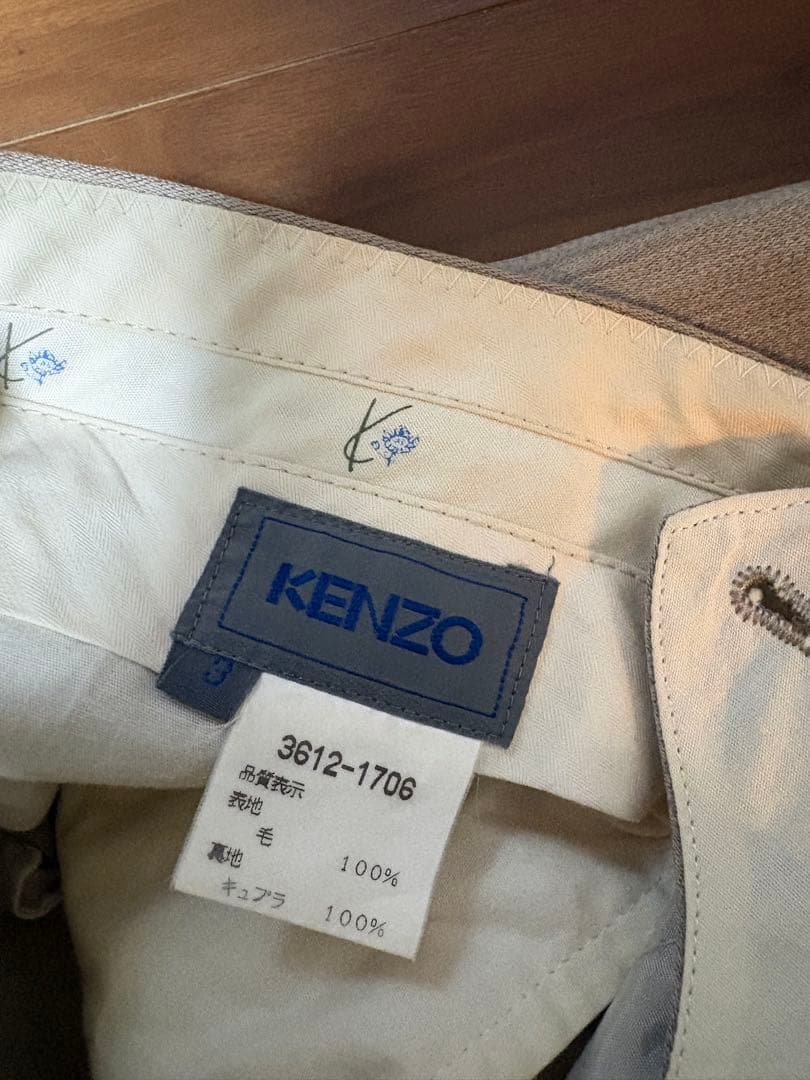 K
K
KENZO
3
3612-1706
品質表示
表地
毛 100%
裏地
キュプラ 100%